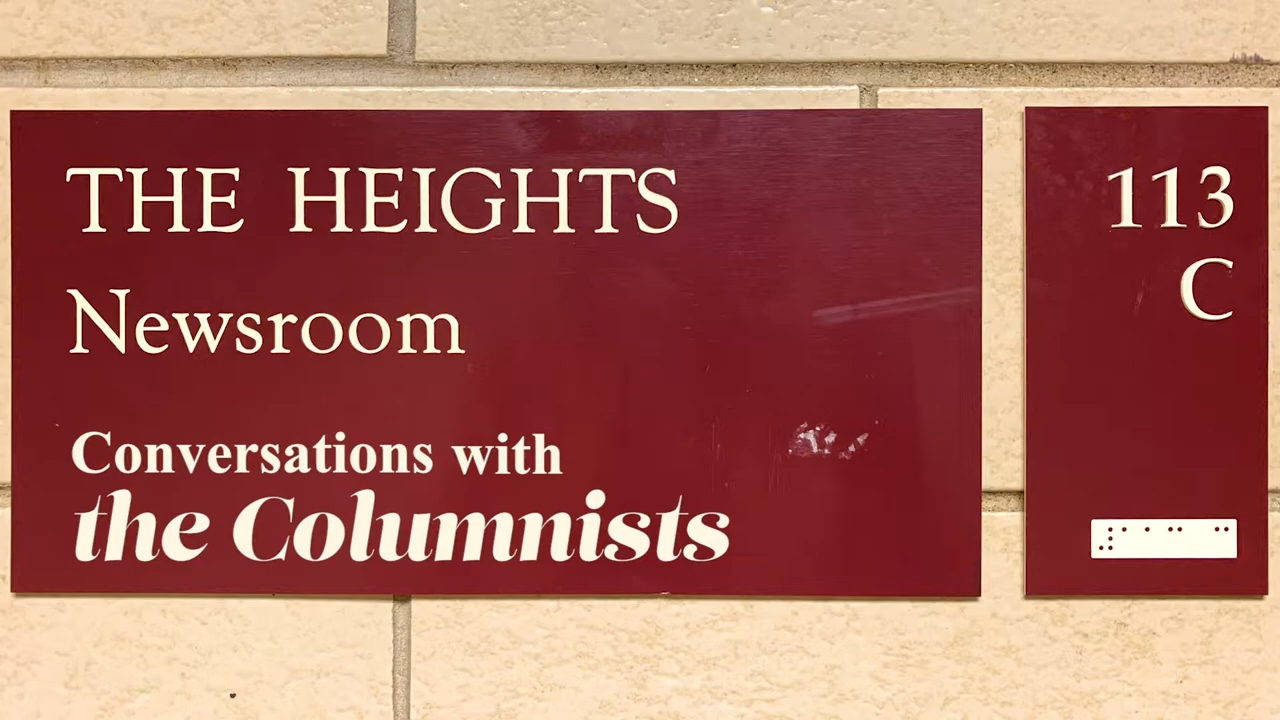 THE HEIGHTS
Newsroom
Conversations with
the Columnists
113
C
⠼⠁⠁⠉ ⠉